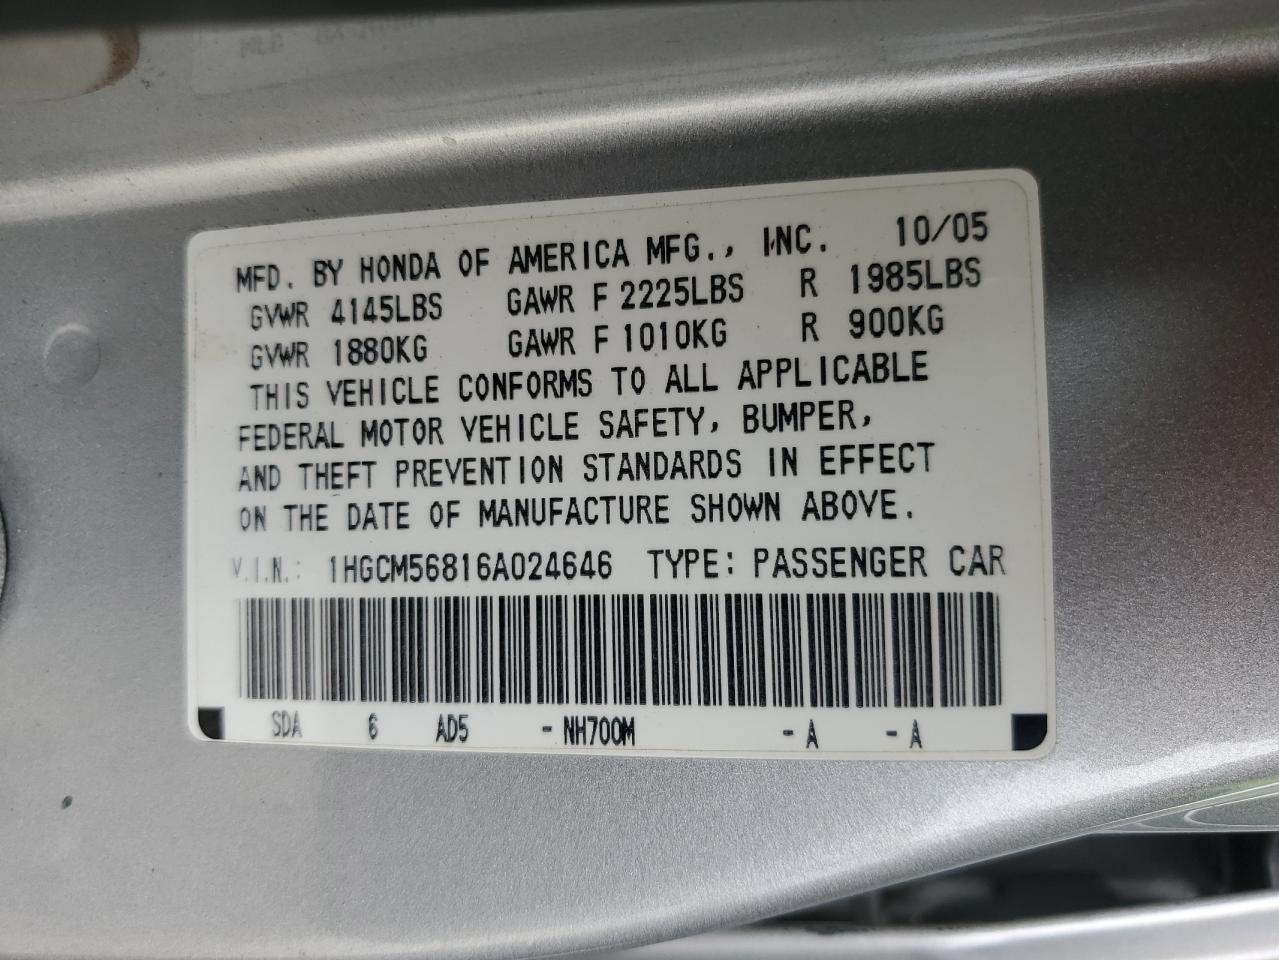 MFD. BY HONDA OF AMERICA MFG., INC. 10/05
GVWR 4145LBS GAWR F 2225LBS R 1985LBS
GVWR 1880KG GAWR F 1010KG R 900KG
THIS VEHICLE CONFORMS TO ALL APPLICABLE
FEDERAL MOTOR VEHICLE SAFETY, BUMPER,
AND THEFT PREVENTION STANDARDS IN EFFECT
ON THE DATE OF MANUFACTURE SHOWN ABOVE.
V.I.N.: 1HGCM56816A024646 TYPE: PASSENGER CAR
SDA 6 AD5 - NH700M - A - A